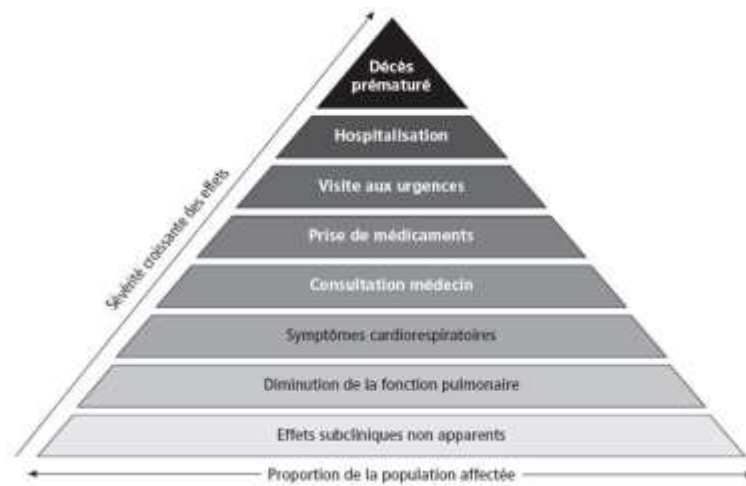 Décès
prématuré
Hospitalisation
Visite aux urgences
Prise de médicaments
Consultation médecin
Symptômes cardiorespiratoires
Diminution de la fonction pulmonaire
Effets subcliniques non apparents
Sévérité croissante des effets
Proportion de la population affectée